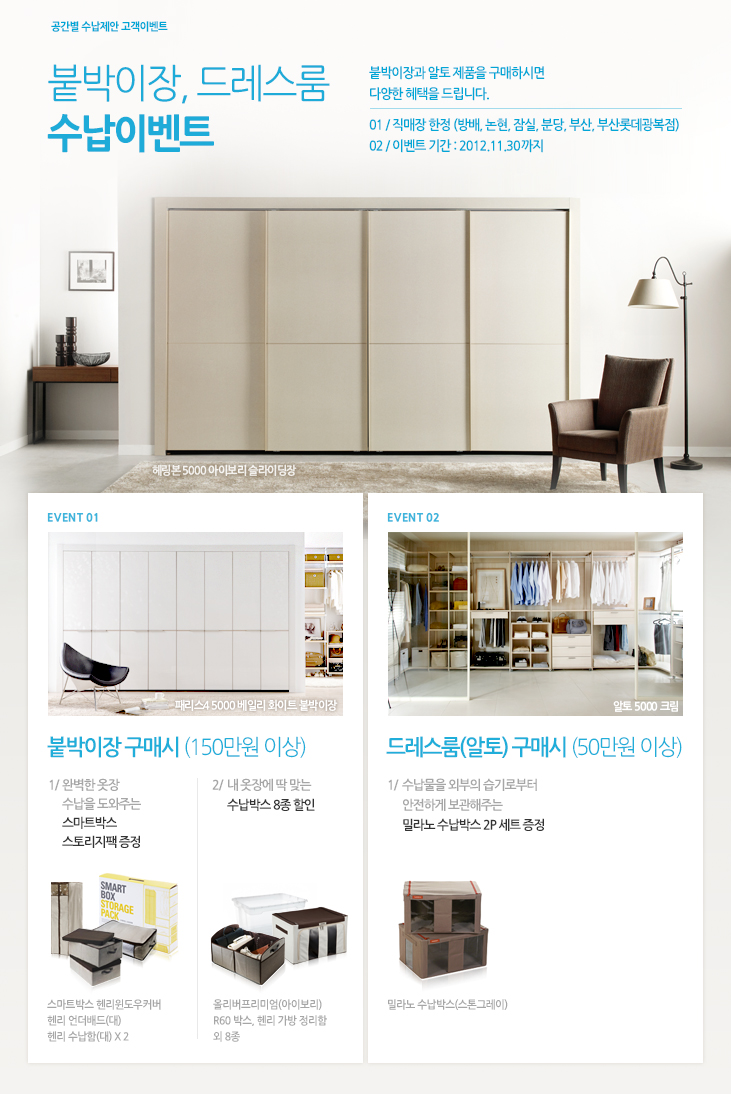 공간별 수납제안 고객이벤트
붙박이장, 드레스룸
수납이벤트
붙박이장과 알토 제품을 구매하시면
다양한 혜택을 드립니다.
01 / 직매장 한정 (방배, 논현, 잠실, 분당, 부산, 부산롯데광복점)
02 / 이벤트 기간 : 2012.11.30까지
헤링본 5000 아이보리 슬라이딩장
EVENT 01
패리스4 5000 베일리 화이트 붙박이장
붙박이장 구매시 (150만원 이상)
1/ 완벽한 옷장
수납을 도와주는
스마트박스
스토리지팩 증정
2/ 내 옷장에 딱 맞는
수납박스 8종 할인
SMART
BOX
STORAGE
PACK
스마트박스 헨리윈도우커버
헨리 언더배드(대)
헨리 수납함(대) X 2
올리버프리미엄(아이보리)
R60 박스, 헨리 가방 정리함
외 8종
EVENT 02
알토 5000 크림
드레스룸(알토) 구매시 (50만원 이상)
1/ 수납물을 외부의 습기로부터
안전하게 보관해주는
밀라노 수납박스 2P 세트 증정
밀라노 수납박스(스톤그레이)